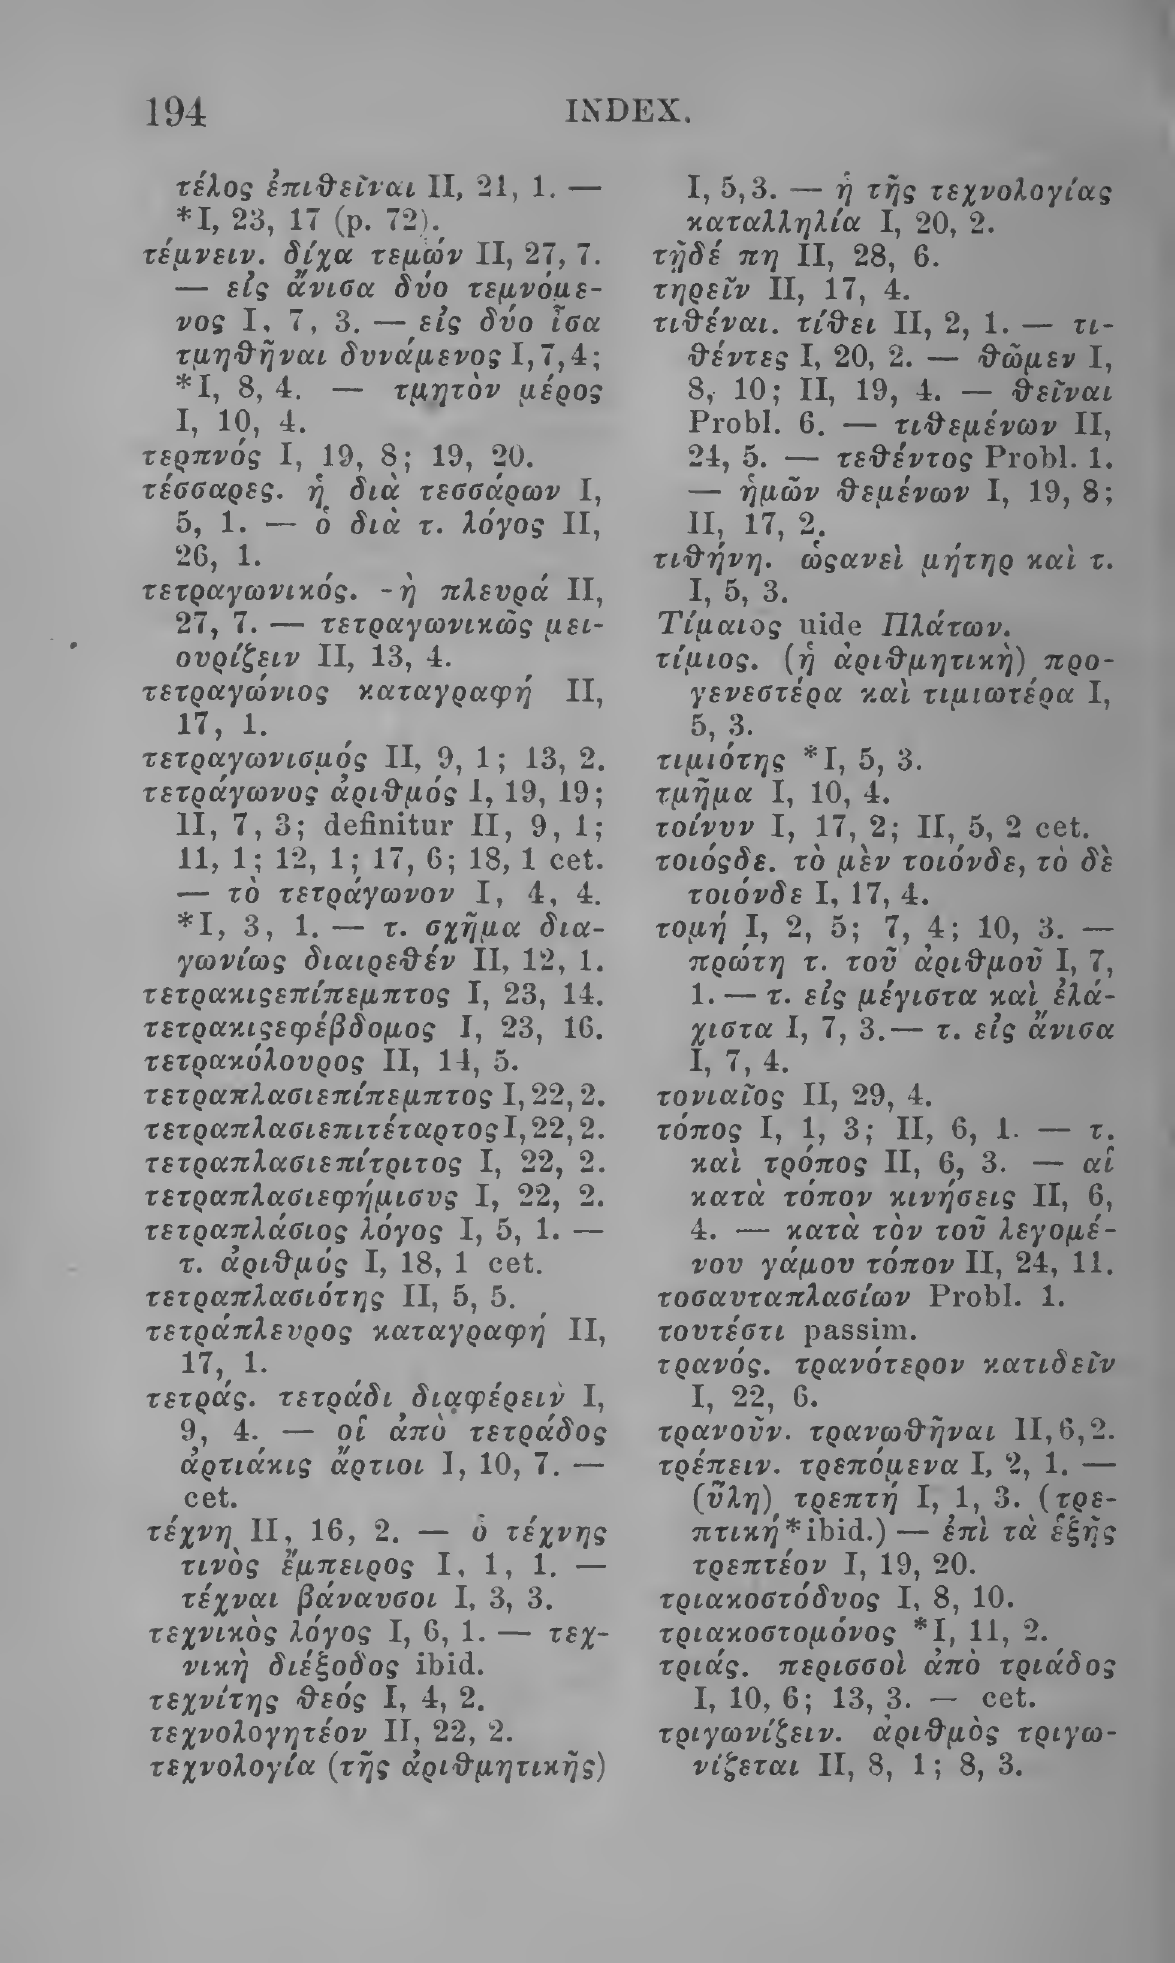 194
INDEX.
τέλος ἐπιθεῖναι II, 21, 1. —
*I, 23, 17 (p. 72).
τέμνειν. δίχα τεμών II, 27, 7.
— εἰς ἄνισα δύο τεμνόμε-
νος I, 7, 3. — εἰς δύο ἴσα
τμηθῆναι δυνάμενος I, 7, 4;
*I, 8, 4. — τμητὸν μέρος
I, 10, 4.
τερπνός I, 19, 8; 19, 20.
τέσσαρες. ἡ διὰ τεσσάρων I,
5, 1. — ὁ διὰ τ. λόγος II,
26, 1.
τετραγωνικός. -ὴ πλευρά II,
27, 7. — τετραγωνικῶς μει-
ουρίζειν II, 13, 4.
τετραγώνιος καταγραφή II,
17, 1.
τετραγωνισμός II, 9, 1; 13, 2.
τετράγωνος ἀριθμός I, 19, 19;
II, 7, 3; definitur II, 9, 1;
11, 1; 12, 1; 17, 6; 18, 1 cet.
— τὸ τετράγωνον I, 4, 4.
*I, 3, 1. — τ. σχῆμα δια-
γωνίως διαιρεθέν II, 12, 1.
τετρακιςεπίπεμπτος I, 23, 14.
τετρακιςεφέβδομος I, 23, 16.
τετρακόλουρος II, 14, 5.
τετραπλασιεπίπεμπτος I, 22, 2.
τετραπλασιεπιτέταρτος I, 22, 2.
τετραπλασιεπίτριτος I, 22, 2.
τετραπλασιεφήμισυς I, 22, 2.
τετραπλάσιος λόγος I, 5, 1. —
τ. ἀριθμός I, 18, 1 cet.
τετραπλασιότης II, 5, 5.
τετράπλευρος καταγραφή II,
17, 1.
τετράς. τετράδι διαφέρειν I,
9, 4. — οἱ ἀπὸ τετράδος
ἀρτιάκις ἄρτιοι I, 10, 7. —
cet.
τέχνη II, 16, 2. — ὁ τέχνης
τινὸς ἔμπειρος I, 1, 1. —
τέχναι βάναυσοι I, 3, 3.
τεχνικὸς λόγος I, 6, 1. — τεχ-
νικὴ διέξοδος ibid.
τεχνίτης θεός I, 4, 2.
τεχνολογητέον II, 22, 2.
τεχνολογία (τῆς ἀριθμητικῆς)
I, 5, 3. — ἡ τῆς τεχνολογίας
καταλληλία I, 20, 2.
τῇδέ πη II, 28, 6.
τηρεῖν II, 17, 4.
τιθέναι. τίθει II, 2, 1. — τι-
θέντες I, 20, 2. — θῶμεν I,
8, 10; II, 19, 4. — θεῖναι
Probl. 6. — τιθεμένων II,
24, 5. — τεθέντος Probl. 1.
— ἡμῶν θεμένων I, 19, 8;
II, 17, 2.
τιθήνη. ὡςανεὶ μήτηρ καὶ τ.
I, 5, 3.
Τίμαιος uide Πλάτων.
τίμιος. (ἡ ἀριθμητικὴ) προ-
γενεστέρα καὶ τιμιωτέρα I,
5, 3.
τιμιότης *I, 5, 3.
τμῆμα I, 10, 4.
τοίνυν I, 17, 2; II, 5, 2 cet.
τοιόςδε. τὸ μὲν τοιόνδε, τὸ δὲ
τοιόνδε I, 17, 4.
τομή I, 2, 5; 7, 4; 10, 3. —
πρώτη τ. τοῦ ἀριθμοῦ I, 7,
1. — τ. εἰς μέγιστα καὶ ἐλά-
χιστα I, 7, 3. — τ. εἰς ἄνισα
I, 7, 4.
τονιαῖος II, 29, 4.
τόπος I, 1, 3; II, 6, 1. — τ.
καὶ τρόπος II, 6, 3. — αἱ
κατὰ τόπον κινήσεις II, 6,
4. — κατὰ τὸν τοῦ λεγομέ-
νου γάμου τόπον II, 24, 11.
τοσαυταπλασίων Probl. 1.
τουτέστι passim.
τρανός. τρανότερον κατιδεῖν
I, 22, 6.
τρανοῦν. τρανωθῆναι II, 6, 2.
τρέπειν. τρεπόμενα I, 2, 1. —
(ὕλη) τρεπτή I, 1, 3. (τρε-
πτική *ibid.) — ἐπὶ τὰ ἑξῆς
τρεπτέον I, 19, 20.
τριακοστόδυος I, 8, 10.
τριακοστομόνος *I, 11, 2.
τριάς. περισσοὶ ἀπὸ τριάδος
I, 10, 6; 13, 3. — cet.
τριγωνίζειν. ἀριθμὸς τριγω-
νίζεται II, 8, 1; 8, 3.